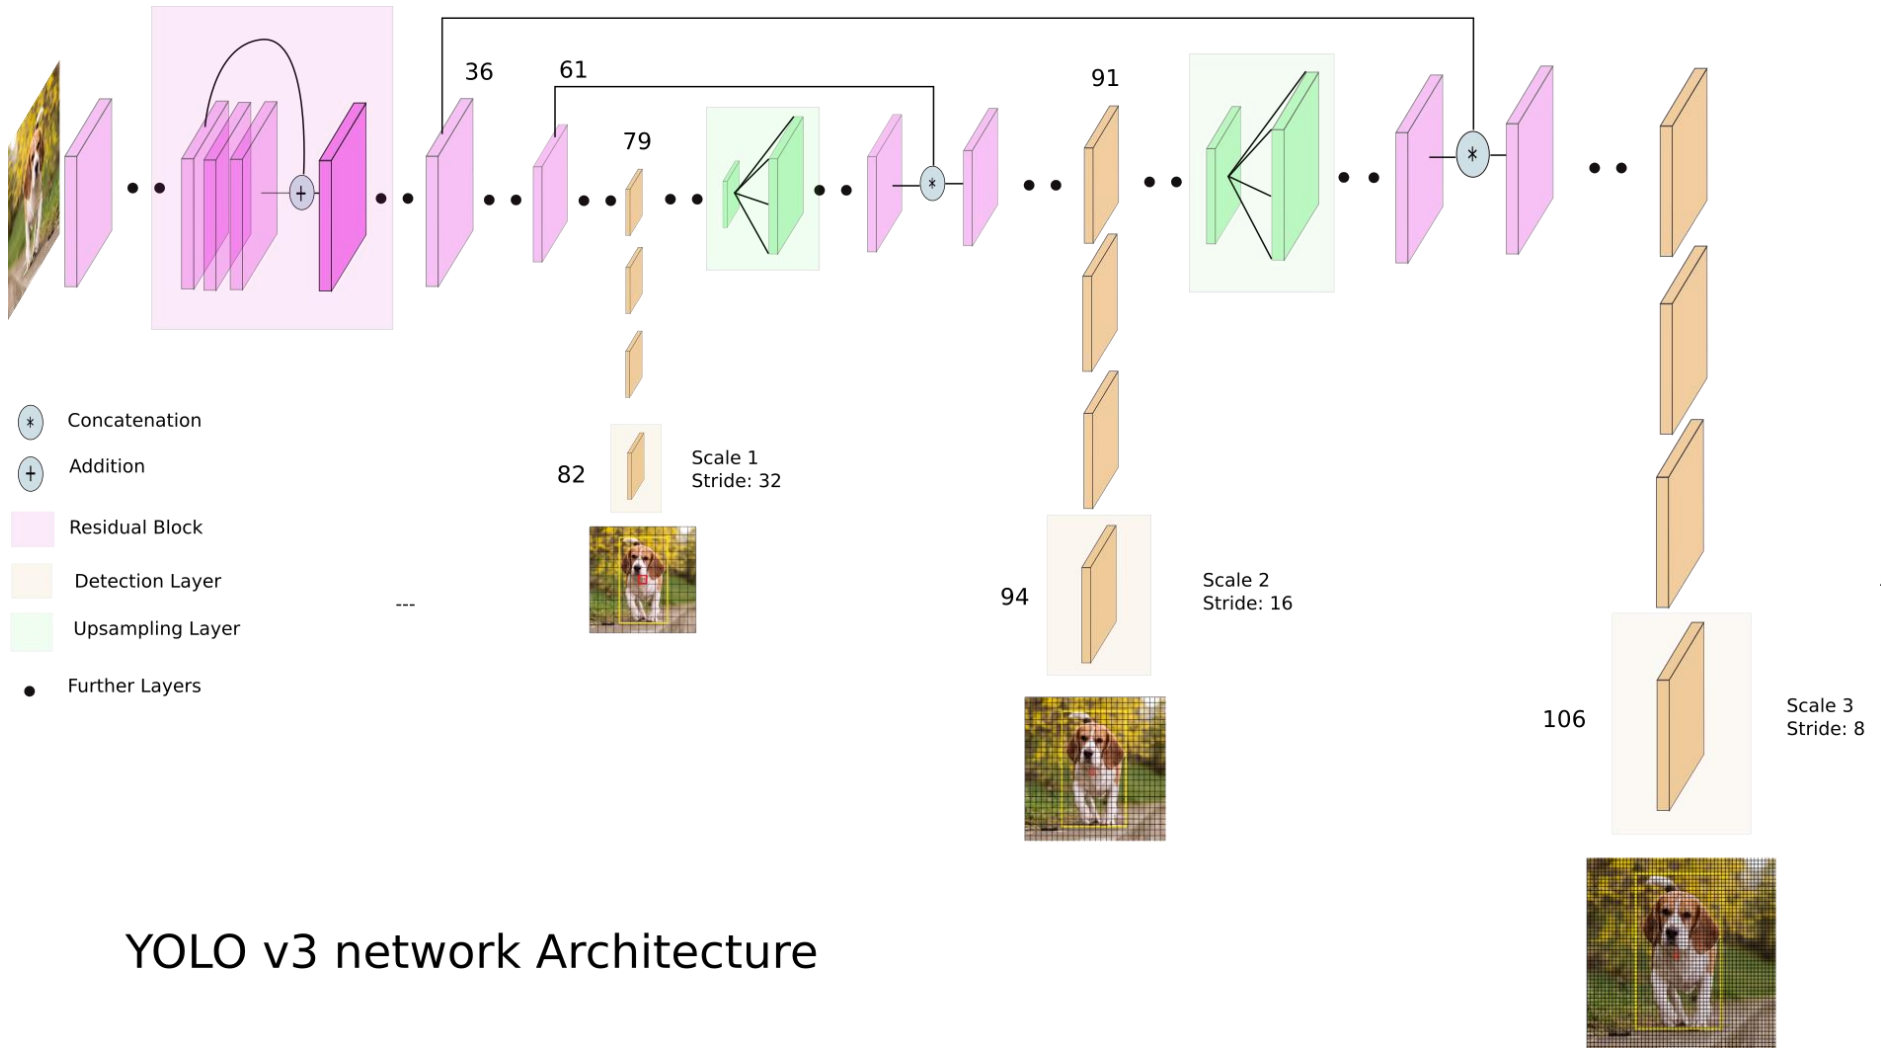 36
61
91
79
*
*
+
*
Concatenation
+
Addition
Residual Block
Detection Layer
Upsampling Layer
Further Layers
---
82
Scale 1
Stride: 32
94
Scale 2
Stride: 16
106
Scale 3
Stride: 8
YOLO v3 network Architecture